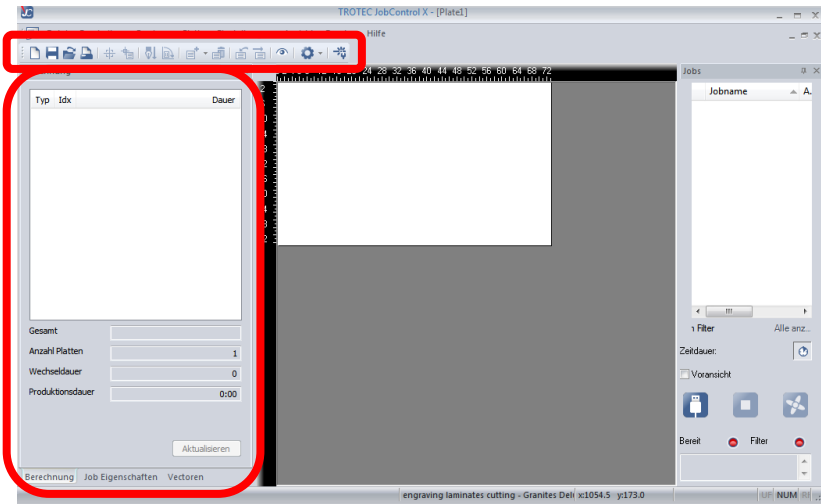 TROTEC JobControl X - [Plate1]
Hilfe
24 28 32 36 40 44 48 52 56 60 64 68 72
Jobs
Typ Idx Dauer
Jobname A.
Gesamt
Anzahl Platten 1
Wechseldauer 0
Produktionsdauer 0:00
Aktualisieren
Filter Alle anz...
Zeitdauer:
Voransicht
Bereit Filter
Berechnung Job Eigenschaften Vectoren
engraving laminates cutting - Granites Delu x:1054.5 y:173.0 UF NUM